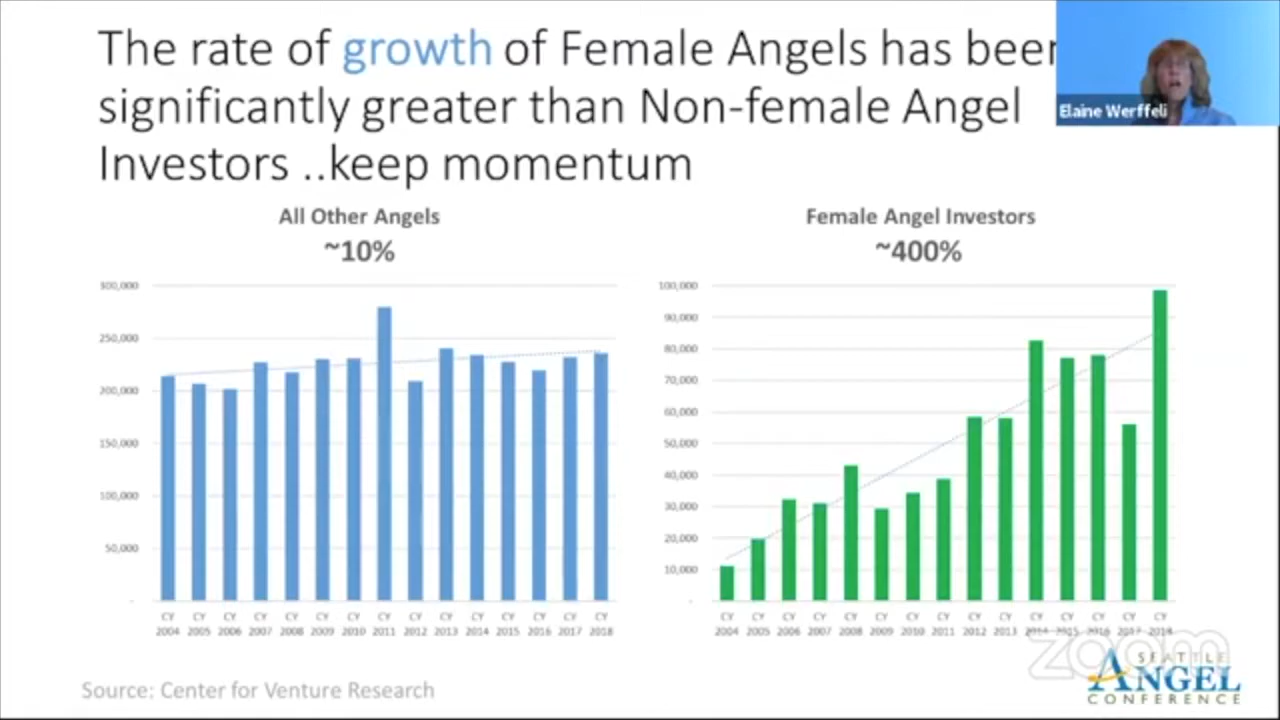 The rate of growth of Female Angels has been
significantly greater than Non-female Angel
Investors ..keep momentum
Elaine Werffeli
All Other Angels
~10%
300,000
250,000
200,000
150,000
100,000
50,000
-
CY CY CY CY CY CY CY CY CY CY CY CY CY CY CY
2004 2005 2006 2007 2008 2009 2010 2011 2012 2013 2014 2015 2016 2017 2018
Female Angel Investors
~400%
100,000
90,000
80,000
70,000
60,000
50,000
40,000
30,000
20,000
10,000
-
CY CY CY CY CY CY CY CY CY CY CY CY CY CY CY
2004 2005 2006 2007 2008 2009 2010 2011 2012 2013 2014 2015 2016 2017 2018
zoom
SEATTLE
ANGEL
CONFERENCE
Source: Center for Venture Research